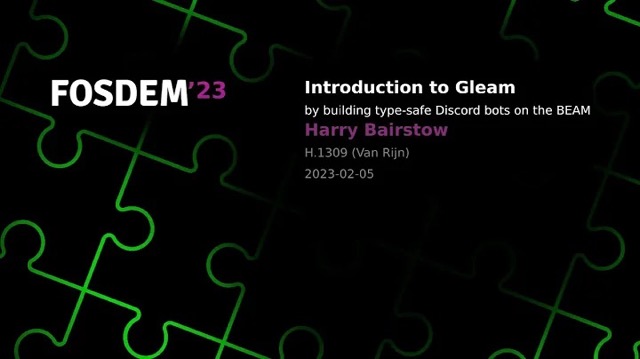 FOSDEM'23
Introduction to Gleam
by building type-safe Discord bots on the BEAM
Harry Bairstow
H.1309 (Van Rijn)
2023-02-05